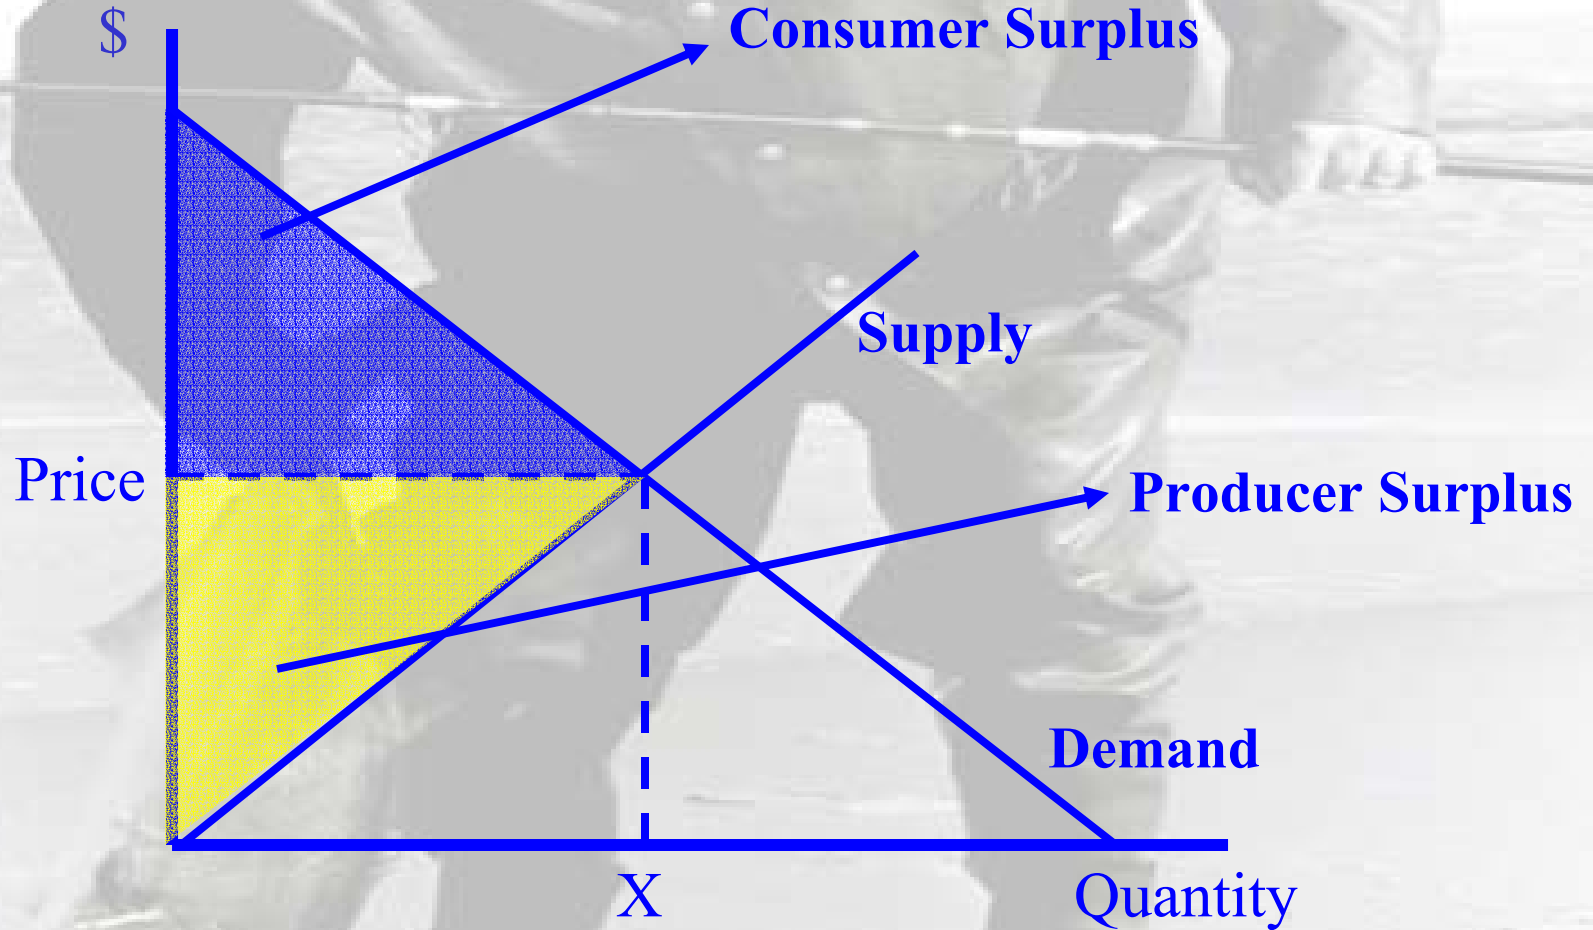 $
Consumer Surplus
Supply
Price
Producer Surplus
Demand
X
Quantity